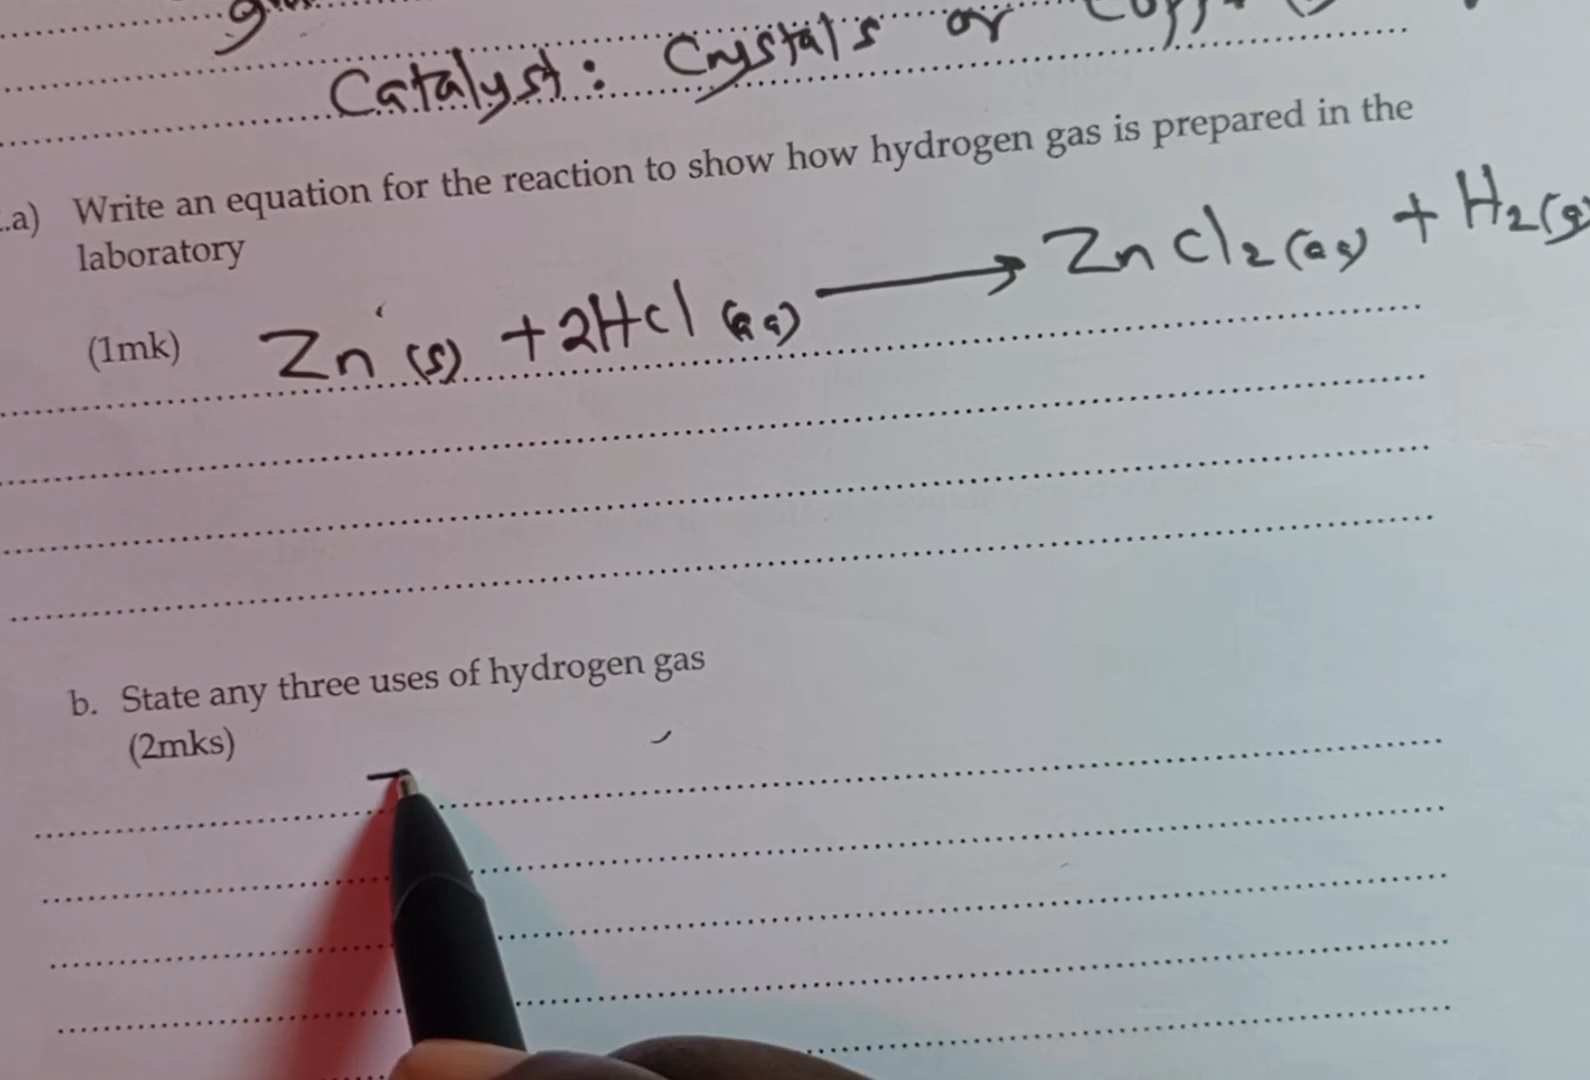 Catalyst: Crystals or
.a) Write an equation for the reaction to show how hydrogen gas is prepared in the
laboratory
(1mk) Zn (s) + 2HCl (aq) → ZnCl2 (aq) + H2(g)
b. State any three uses of hydrogen gas
(2mks)